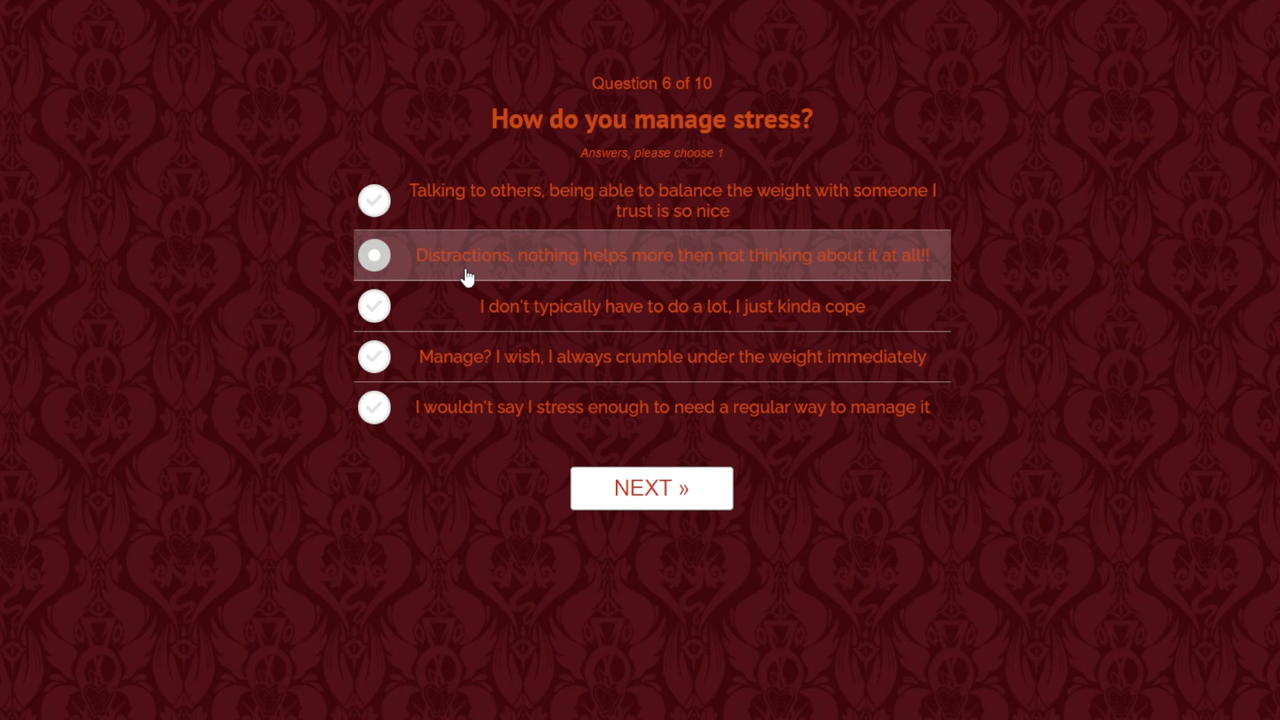 Question 6 of 10
How do you manage stress?
Answers, please choose 1
Talking to others, being able to balance the weight with someone I
trust is so nice
Distractions, nothing helps more then not thinking about it at all!!
I don't typically have to do a lot, I just kinda cope
Manage? I wish, I always crumble under the weight immediately
I wouldn't say I stress enough to need a regular way to manage it
NEXT »